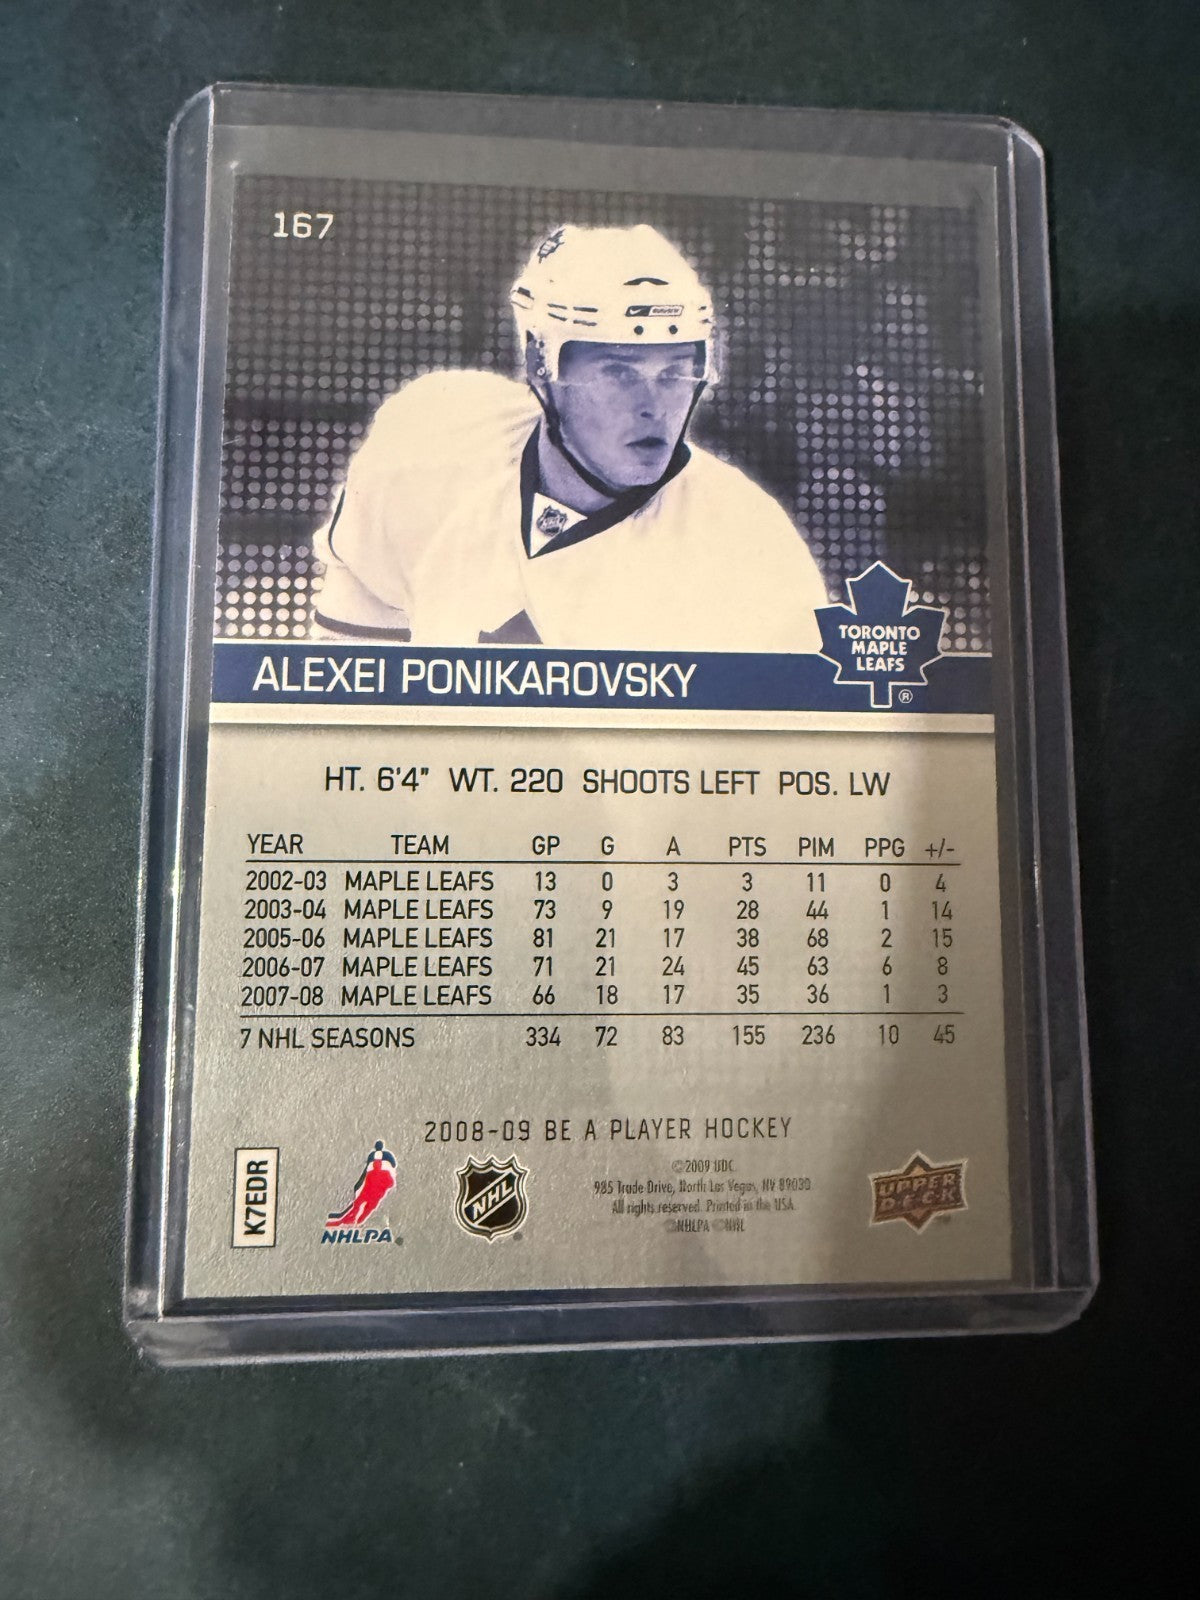 167
TORONTO
MAPLE
LEAFS
®
ALEXEI PONIKAROVSKY
HT. 6'4" WT. 220 SHOOTS LEFT POS. LW
YEAR TEAM GP G A PTS PIM PPG +/-
2002-03 MAPLE LEAFS 13 0 3 3 11 0 4
2003-04 MAPLE LEAFS 73 9 19 28 44 1 14
2005-06 MAPLE LEAFS 81 21 17 38 68 2 15
2006-07 MAPLE LEAFS 71 21 24 45 63 6 8
2007-08 MAPLE LEAFS 66 18 17 35 36 1 3
7 NHL SEASONS 334 72 83 155 236 10 45
2008-09 BE A PLAYER HOCKEY
©2009 UDC.
985 Trade Drive, North Las Vegas, NV 89030
All rights reserved. Printed in the USA.
©NHLPA ©NHL
K7EDR
NHLPA
NHL
UPPER
DECK